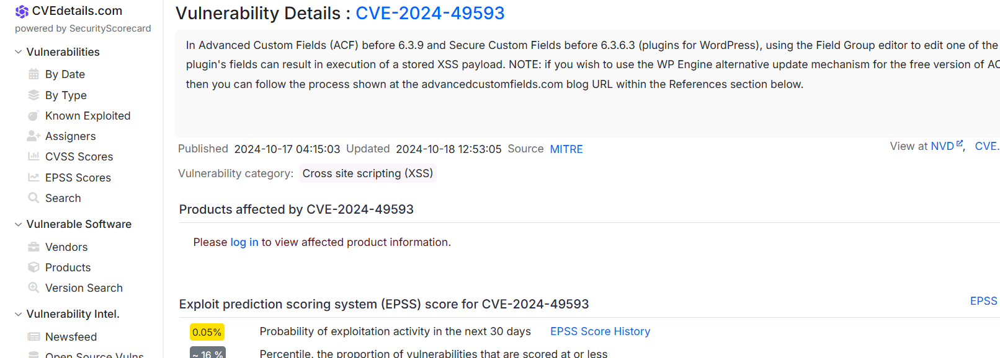 CVEdetails.com
powered by SecurityScorecard
Vulnerabilities
By Date
By Type
Known Exploited
Assigners
CVSS Scores
EPSS Scores
Search
Vulnerable Software
Vendors
Products
Version Search
Vulnerability Intel.
Newsfeed
Open Source Vulns
Vulnerability Details : CVE-2024-49593
In Advanced Custom Fields (ACF) before 6.3.9 and Secure Custom Fields before 6.3.6.3 (plugins for WordPress), using the Field Group editor to edit one of the
plugin's fields can result in execution of a stored XSS payload. NOTE: if you wish to use the WP Engine alternative update mechanism for the free version of AC
then you can follow the process shown at the advancedcustomfields.com blog URL within the References section below.
Published 2024-10-17 04:15:03 Updated 2024-10-18 12:53:05 Source MITRE
View at NVD, CVE.
Vulnerability category: Cross site scripting (XSS)
Products affected by CVE-2024-49593
Please log in to view affected product information.
Exploit prediction scoring system (EPSS) score for CVE-2024-49593
EPSS
0.05% Probability of exploitation activity in the next 30 days EPSS Score History
~ 16 % Percentile, the proportion of vulnerabilities that are scored at or less